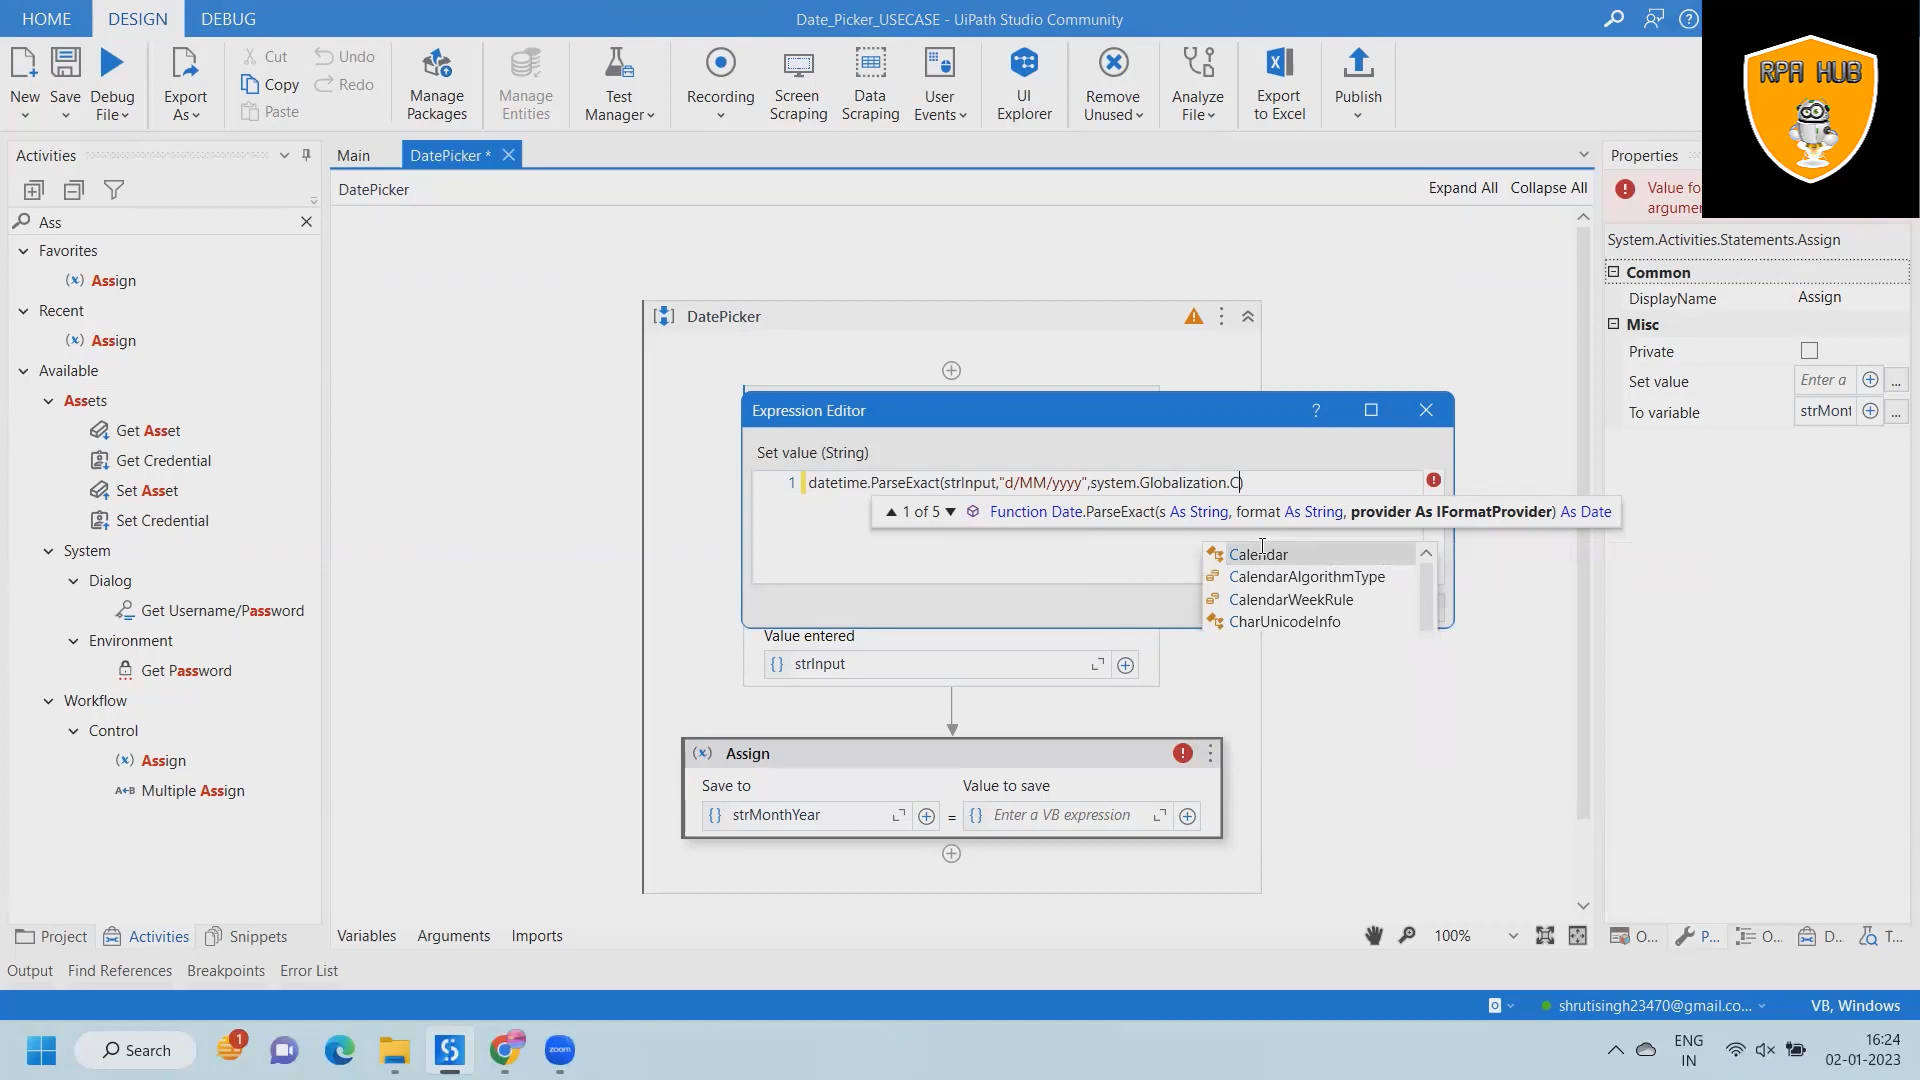 HOME
DESIGN
DEBUG
Date_Picker_USECASE - UiPath Studio Community
RPA HUB
New
Save
Debug File
Export As
Cut
Copy
Paste
Undo
Redo
Manage Packages
Manage Entities
Test Manager
Recording
Screen Scraping
Data Scraping
User Events
UI Explorer
Remove Unused
Analyze File
Export to Excel
Publish
Activities
Main
DatePicker *
Properties
DatePicker
Expand All
Collapse All
Value fo
argumen
Ass
Favorites
Assign
Recent
Assign
Available
Assets
Get Asset
Get Credential
Set Asset
Set Credential
System
Dialog
Get Username/Password
Environment
Get Password
Workflow
Control
Assign
Multiple Assign
DatePicker
Expression Editor
?
Set value (String)
1 datetime.ParseExact(strInput,"d/MM/yyyy",system.Globalization.C)
1 of 5 Function Date.ParseExact(s As String, format As String, provider As IFormatProvider) As Date
Calendar
CalendarAlgorithmType
CalendarWeekRule
CharUnicodeInfo
Value entered
strInput
Assign
Save to
Value to save
strMonthYear
=
Enter a VB expression
System.Activities.Statements.Assign
Common
DisplayName
Assign
Misc
Private
Set value
Enter a
...
To variable
strMont
...
Project
Activities
Snippets
Variables
Arguments
Imports
100%
O...
P...
O...
D...
T...
Output
Find References
Breakpoints
Error List
shrutisingh23470@gmail.co...
VB, Windows
Search
1
zoom
ENG
IN
16:24
02-01-2023